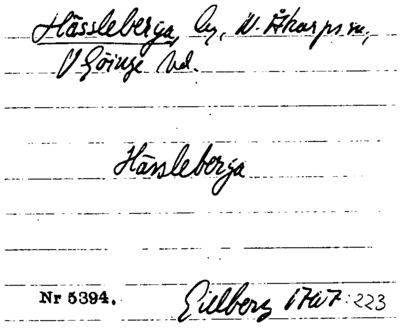 Hässleberga, by, N. Åkarps sn,
V Göinge hd.
Hässleberga
Nr 5394. Gillberg 1767:223